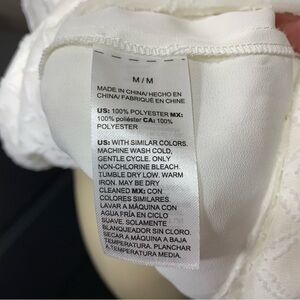 M / M
MADE IN CHINA/ HECHO EN
CHINA/ FABRIQUÉ EN CHINE
US: 100% POLYESTER MX:
100% poliéster CA: 100%
POLYESTER
US: WITH SIMILAR COLORS.
MACHINE WASH COLD,
GENTLE CYCLE. ONLY
NON-CHLORINE BLEACH.
TUMBLE DRY LOW. WARM
IRON. MAY BE DRY
CLEANED MX: CON
COLORES SIMILARES.
LAVAR A MÁQUINA CON
AGUA FRÍA EN CICLO
SUAVE. SOLAMENTE
BLANQUEADOR SIN CLORO.
SECAR A MÁQUINA A BAJA
TEMPERATURA. PLANCHAR
A TEMPERATURA MEDIA.